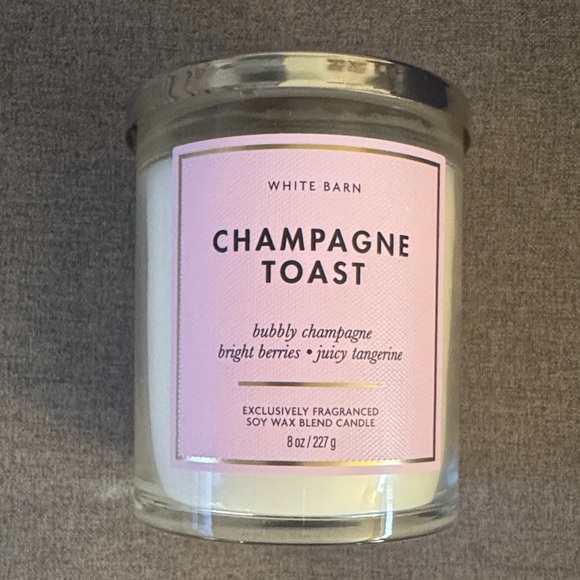 WHITE BARN
CHAMPAGNE
TOAST
bubbly champagne
bright berries • juicy tangerine
EXCLUSIVELY FRAGRANCED
SOY WAX BLEND CANDLE
8 oz / 227 g